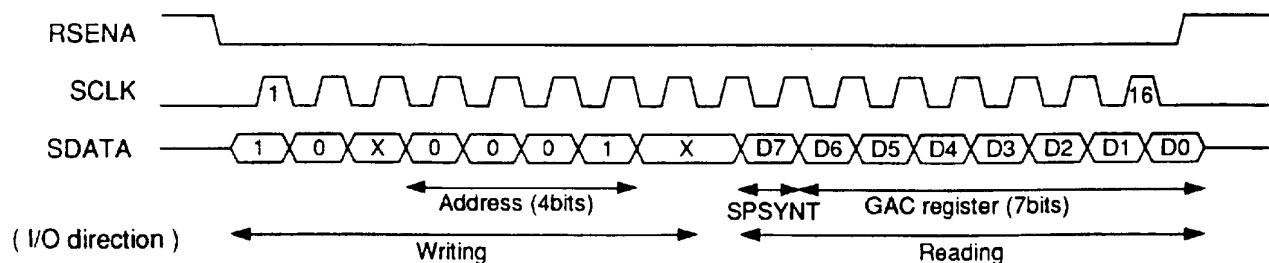 RSENA
SCLK 1 16
SDATA 1 0 X 0 0 0 1 X D7 D6 D5 D4 D3 D2 D1 D0
Address (4bits) SPSYNT GAC register (7bits)
( I/O direction ) Writing Reading